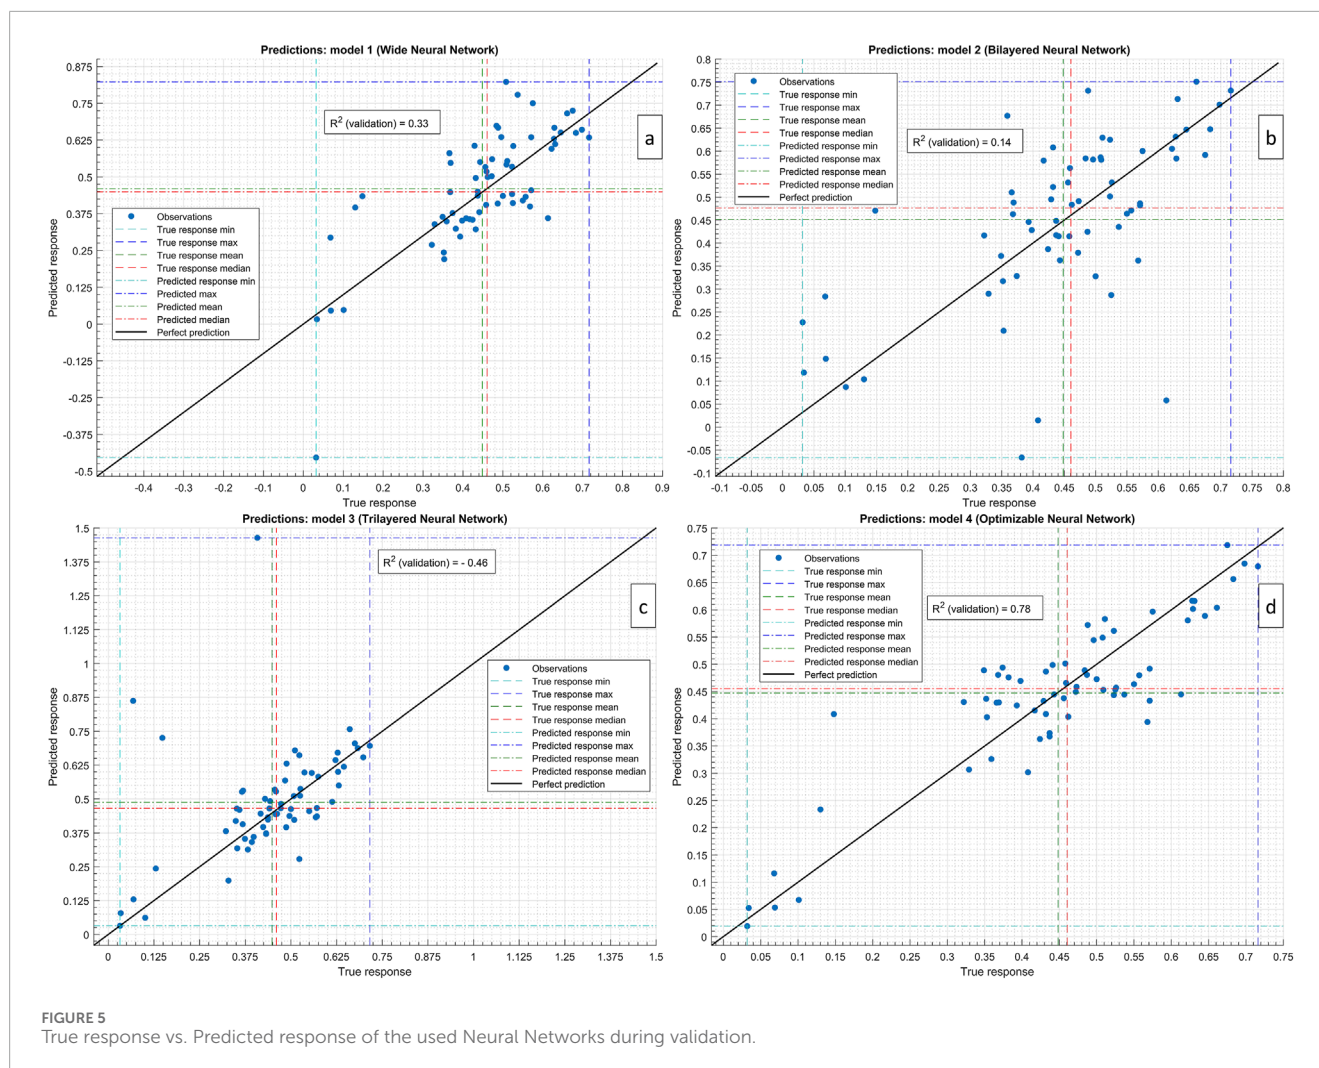 Predictions: model 1 (Wide Neural Network)
0.875
0.75
0.625
0.5
0.375
0.25
0.125
0
-0.125
-0.25
-0.375
-0.5
Predicted response
R2 (validation) = 0.33
a
Observations
True response min
True response max
True response mean
True response median
Predicted response min
Predicted max
Predicted mean
Predicted median
Perfect prediction
-0.4 -0.3 -0.2 -0.1 0 0.1 0.2 0.3 0.4 0.5 0.6 0.7 0.8 0.9
True response
Predictions: model 2 (Bilayered Neural Network)
0.8
0.75
0.7
0.65
0.6
0.55
0.5
0.45
0.4
0.35
0.3
0.25
0.2
0.15
0.1
0.05
0
-0.05
-0.1
Predicted response
Observations
True response min
True response max
True response mean
True response median
Predicted response min
Predicted response max
Predicted response mean
Predicted response median
Perfect prediction
R2 (validation) = 0.14
b
-0.1 -0.05 0 0.05 0.1 0.15 0.2 0.25 0.3 0.35 0.4 0.45 0.5 0.55 0.6 0.65 0.7 0.75 0.8
True response
Predictions: model 3 (Trilayered Neural Network)
1.5
1.375
1.25
1.125
1
0.875
0.75
0.625
0.5
0.375
0.25
0.125
0
Predicted response
R2 (validation) = - 0.46
c
Observations
True response min
True response max
True response mean
True response median
Predicted response min
Predicted response max
Predicted response mean
Predicted response median
Perfect prediction
0 0.125 0.25 0.375 0.5 0.625 0.75 0.875 1 1.125 1.25 1.375 1.5
True response
Predictions: model 4 (Optimizable Neural Network)
0.75
0.7
0.65
0.6
0.55
0.5
0.45
0.4
0.35
0.3
0.25
0.2
0.15
0.1
0.05
0
Predicted response
Observations
True response min
True response max
True response mean
True response median
Predicted response min
Predicted response max
Predicted response mean
Predicted response median
Perfect prediction
R2 (validation) = 0.78
d
0 0.05 0.1 0.15 0.2 0.25 0.3 0.35 0.4 0.45 0.5 0.55 0.6 0.65 0.7 0.75
True response
FIGURE 5
True response vs. Predicted response of the used Neural Networks during validation.